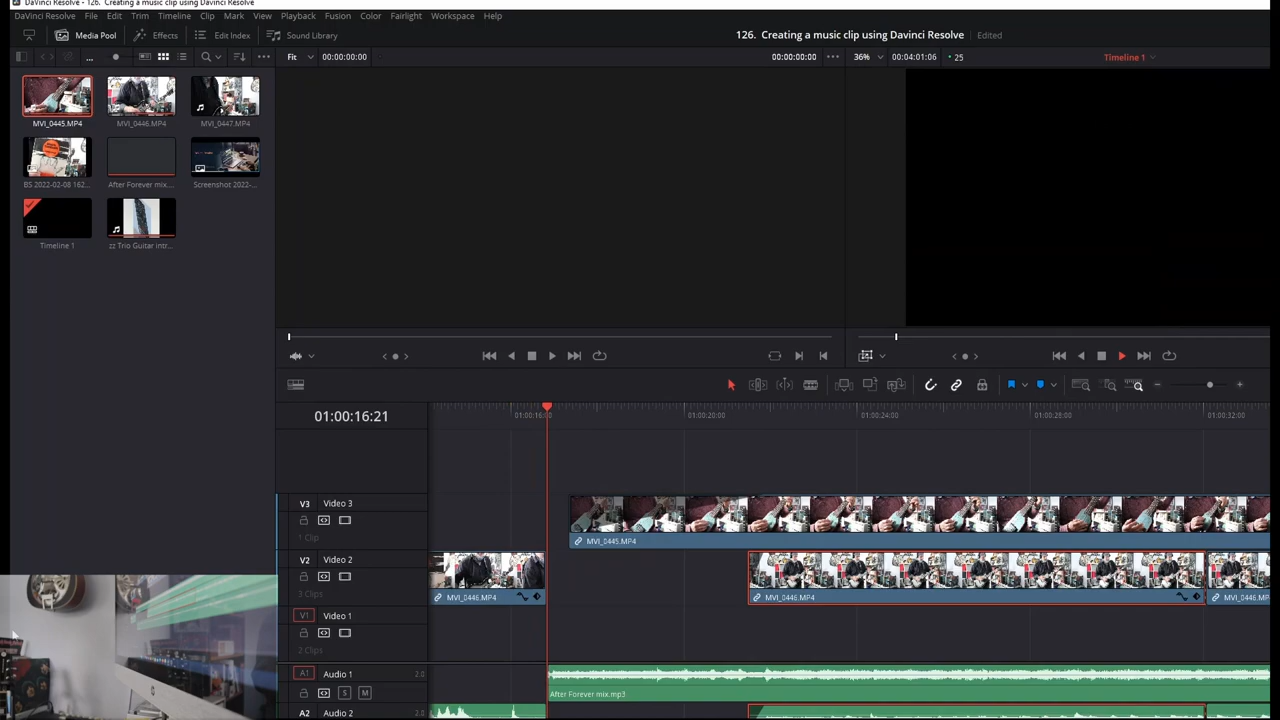 DaVinci Resolve - 126. Creating a music clip using Davinci Resolve
DaVinci Resolve File Edit Trim Timeline Clip Mark View Playback Fusion Color Fairlight Workspace Help
Media Pool Effects Edit Index Sound Library 126. Creating a music clip using Davinci Resolve Edited
... Fit 00:00:00:00 00:00:00:00 ... 36% 00:04:01:06 25 Timeline 1
MVI_0445.MP4 MVI_0446.MP4 MVI_0447.MP4
BS 2022-02-08 162... After Forever mix.... Screenshot 2022-...
Timeline 1 zz Trio Guitar intr...
01:00:16:21 01:00:16:00 01:00:20:00 01:00:24:00 01:00:28:00 01:00:32:00
V3 Video 3
1 Clip MVI_0445.MP4
V2 Video 2
3 Clips MVI_0446.MP4 MVI_0446.MP4 MVI_0446.MP4
V1 Video 1
2 Clips
A1 Audio 1 2.0
S M After Forever mix.mp3
A2 Audio 2 2.0